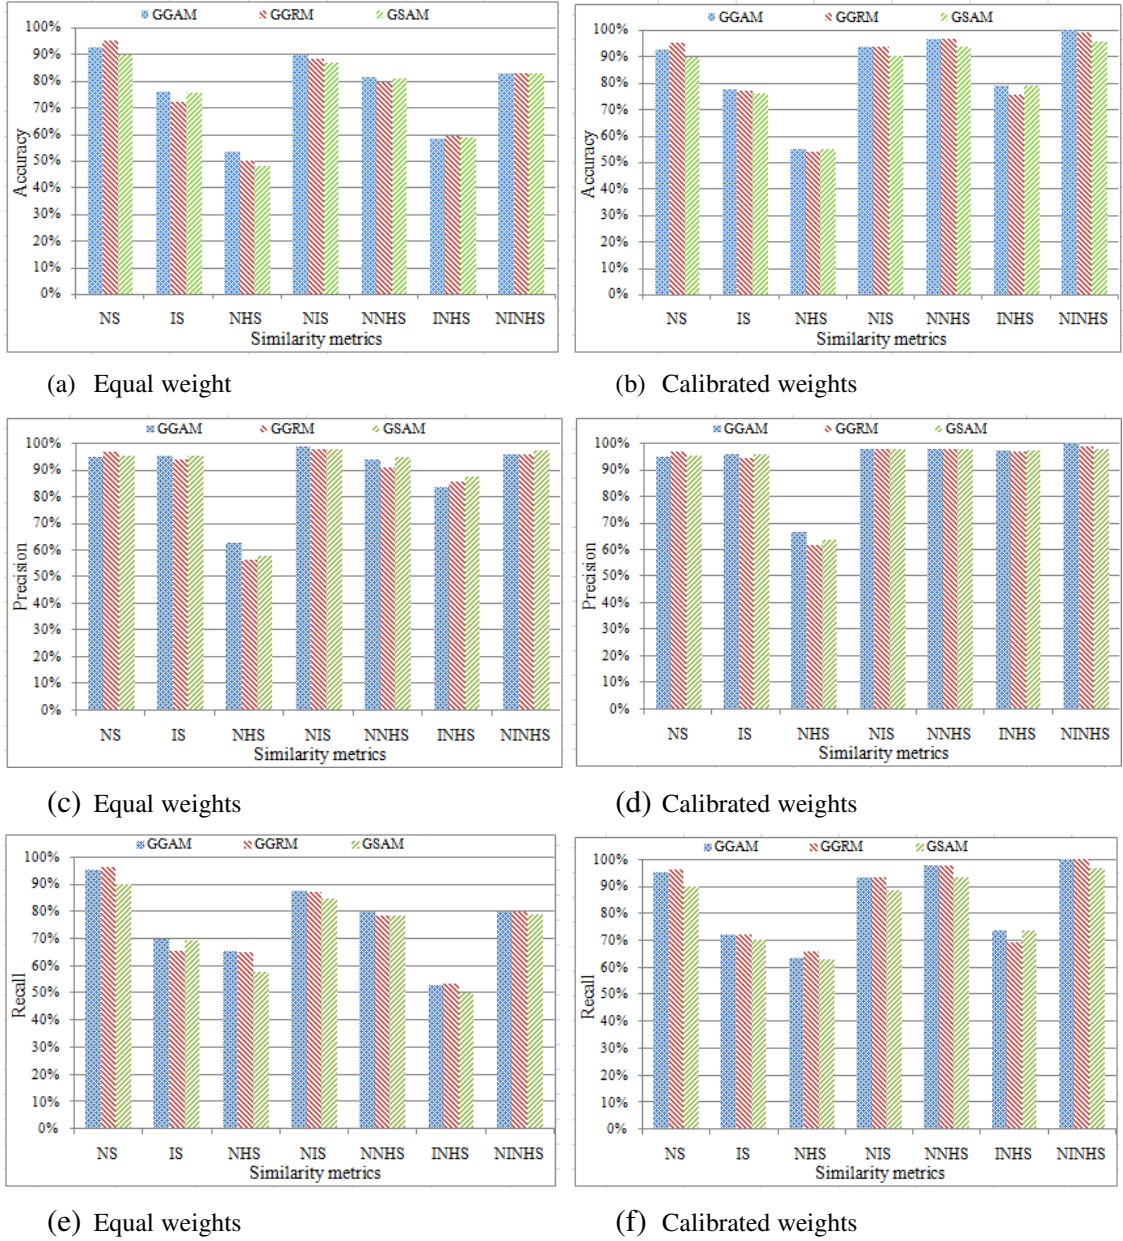 GGAM GGRM GSAM
100%
90%
80%
70%
60%
50%
40%
30%
20%
10%
0%
Accuracy
NS IS NHS NIS NNHS INHS NINHS
Similarity metrics
(a) Equal weight
GGAM GGRM GSAM
100%
90%
80%
70%
60%
50%
40%
30%
20%
10%
0%
Accuracy
NS IS NHS NIS NNHS INHS NINHS
Similarity metrics
(b) Calibrated weights
GGAM GGRM GSAM
100%
90%
80%
70%
60%
50%
40%
30%
20%
10%
0%
Precision
NS IS NHS NIS NNHS INHS NINHS
Similarity metrics
(c) Equal weights
GGAM GGRM GSAM
100%
90%
80%
70%
60%
50%
40%
30%
20%
10%
0%
Precision
NS IS NHS NIS NNHS INHS NINHS
Similarity metrics
(d) Calibrated weights
GGAM GGRM GSAM
100%
90%
80%
70%
60%
50%
40%
30%
20%
10%
0%
Recall
NS IS NHS NIS NNHS INHS NINHS
Similarity metrics
(e) Equal weights
GGAM GGRM GSAM
100%
90%
80%
70%
60%
50%
40%
30%
20%
10%
0%
Recall
NS IS NHS NIS NNHS INHS NINHS
Similarity metrics
(f) Calibrated weights